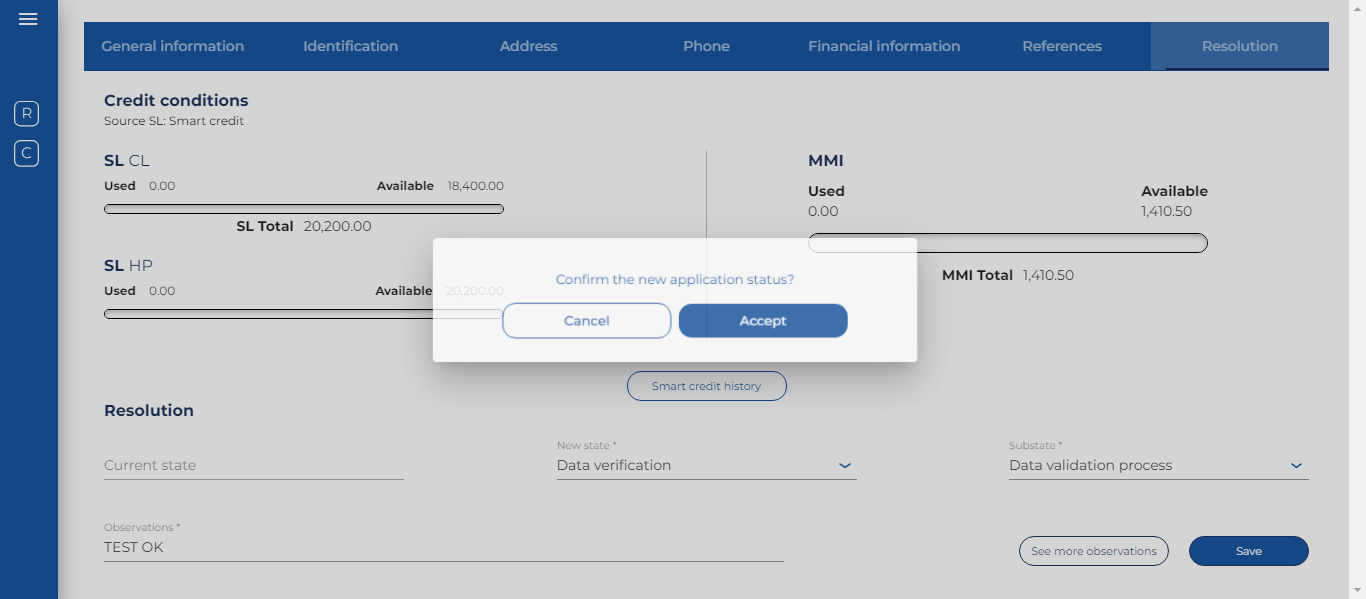 General information Identification Address Phone Financial information References Resolution
R
C
Credit conditions
Source SL: Smart credit
SL CL
Used 0.00 Available 18,400.00
SL Total 20,200.00
SL HP
Used 0.00 Available 20,200.00
MMI
Used Available
0.00 1,410.50
MMI Total 1,410.50
Confirm the new application status?
Cancel Accept
Smart credit history
Resolution
Current state
New state *
Data verification
Substate *
Data validation process
Observations *
TEST OK
See more observations Save